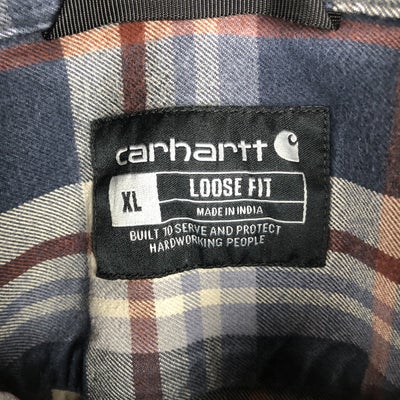 carhartt
XL LOOSE FIT
MADE IN INDIA
BUILT TO SERVE AND PROTECT
HARDWORKING PEOPLE